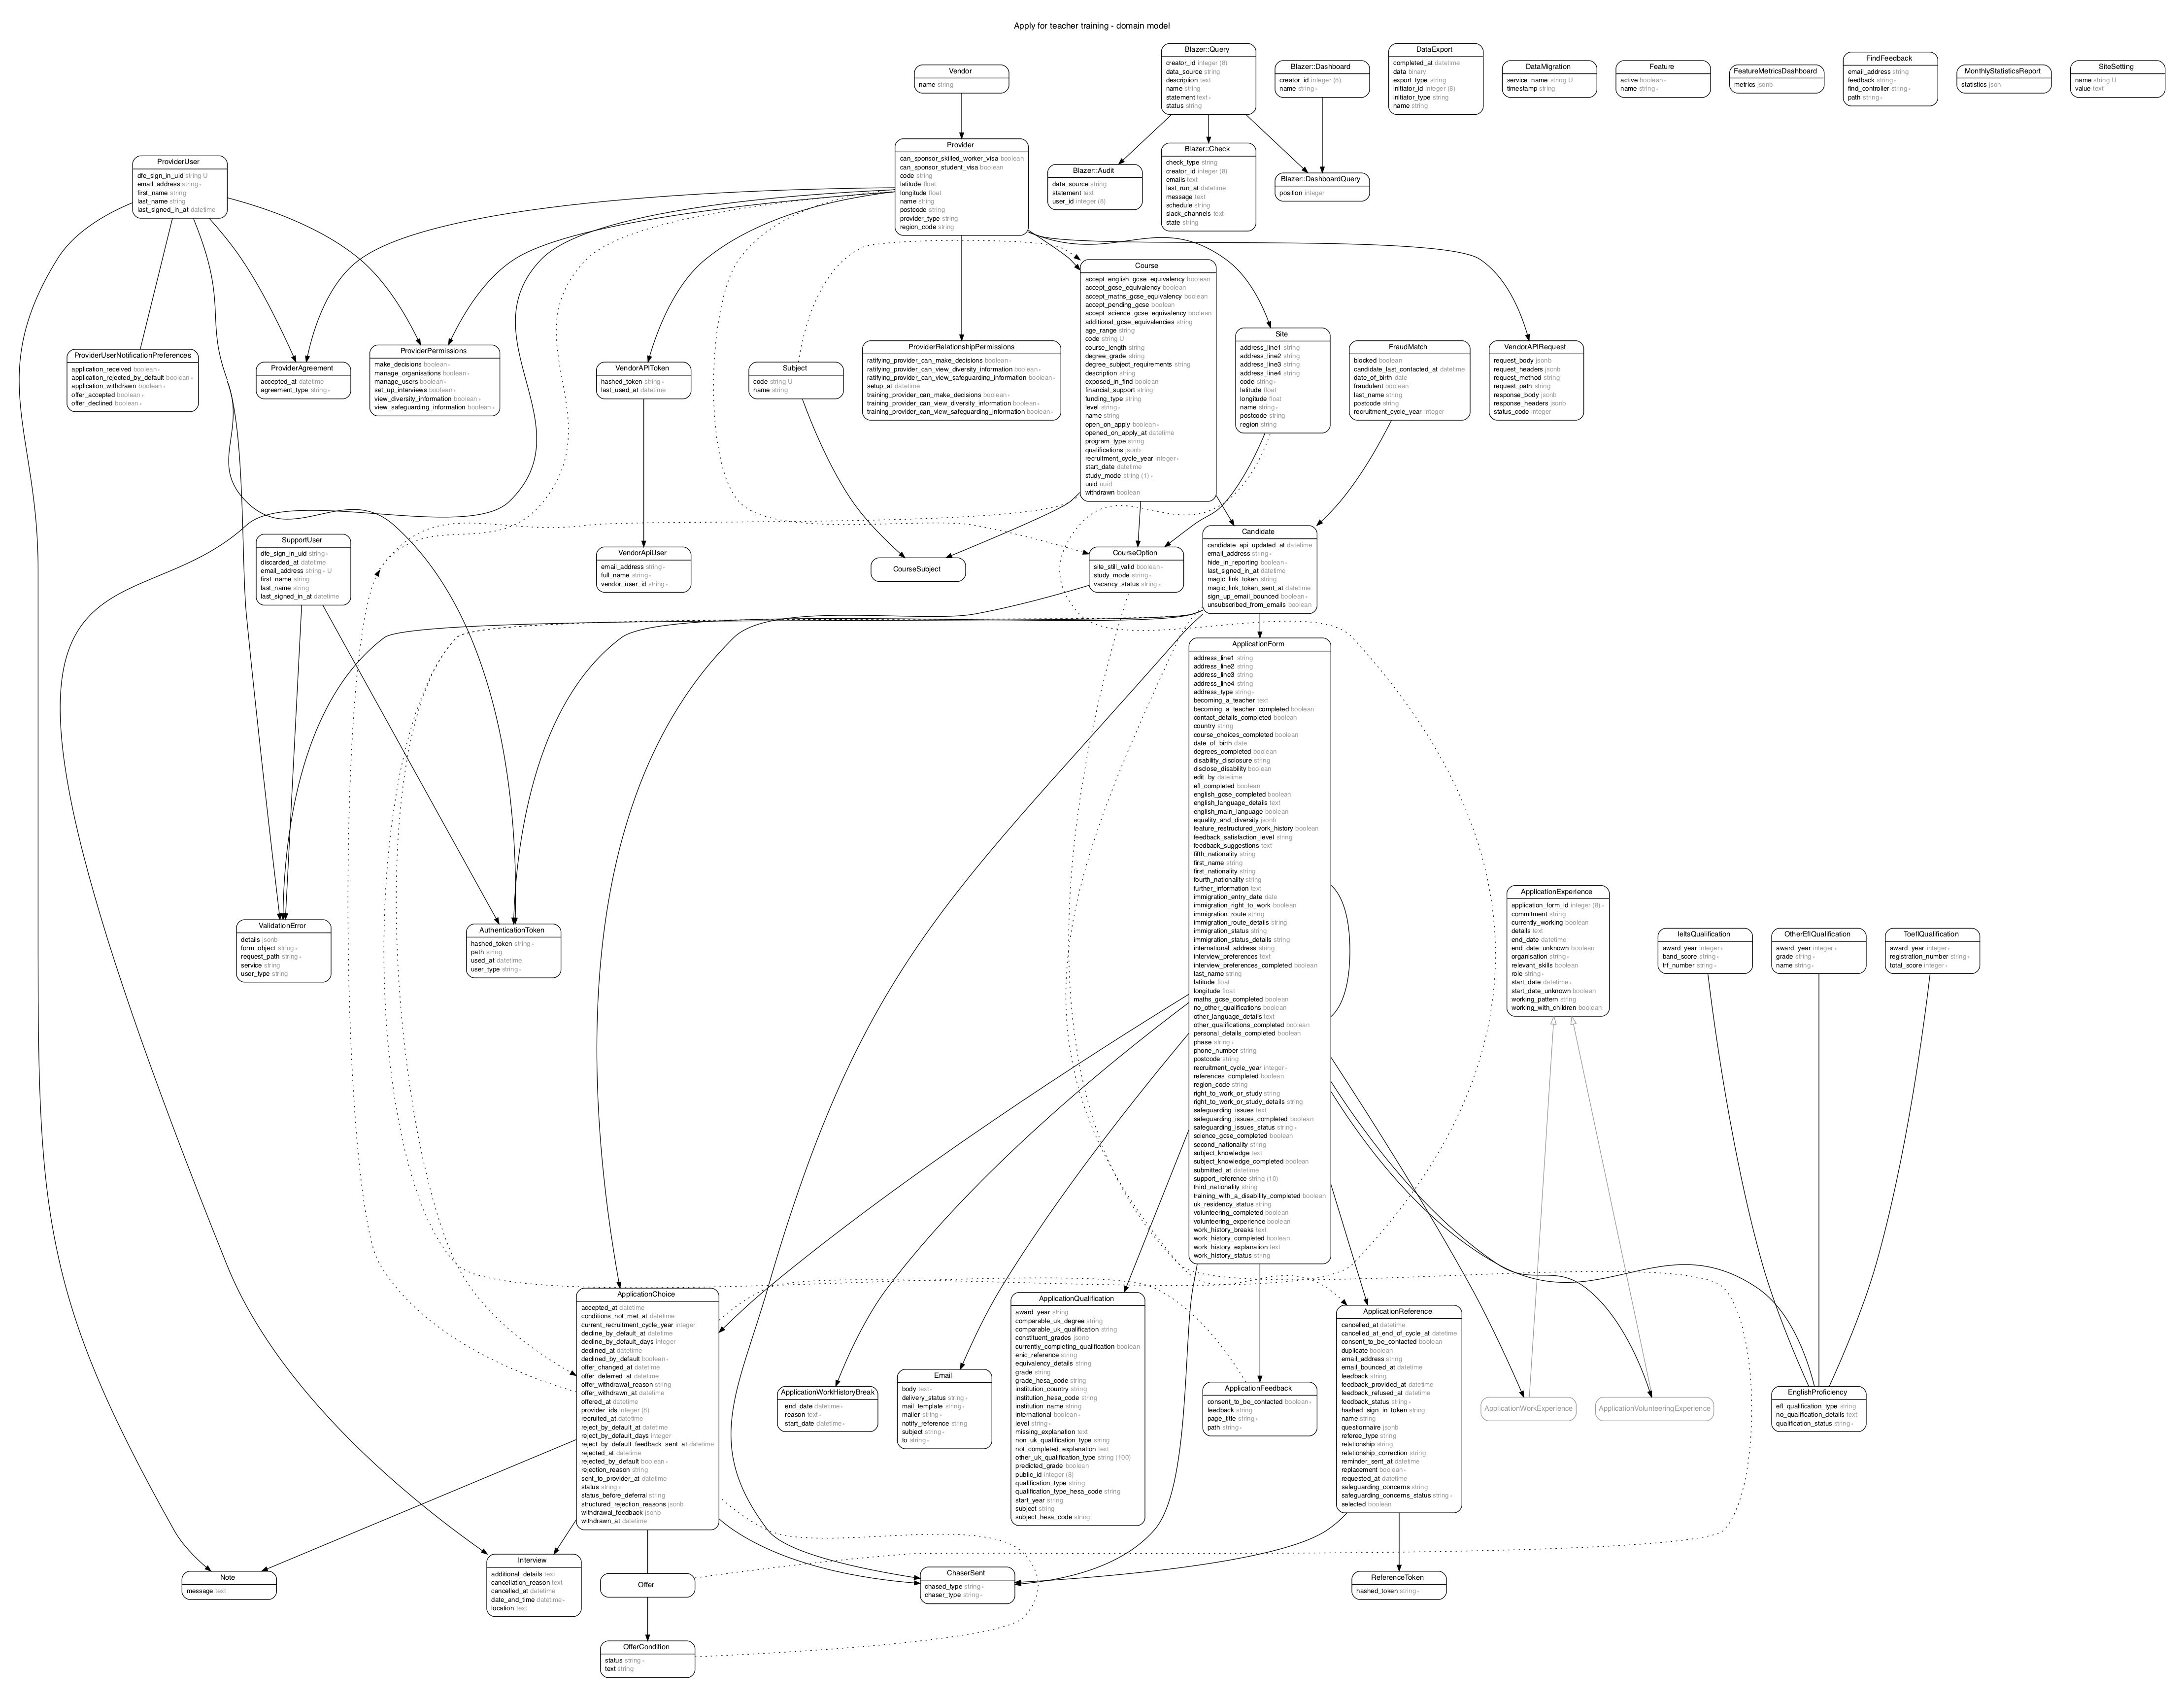 Apply for teacher training - domain model
Vendor
name string
Blazer::Query
creator_id integer (8)
data_source string
description text
name string
statement text ∗
status string
Blazer::Dashboard
creator_id integer (8)
name string ∗
DataExport
completed_at datetime
data binary
export_type string
initiator_id integer (8)
initiator_type string
name string
DataMigration
service_name string U
timestamp string
Feature
active boolean ∗
name string ∗
FeatureMetricsDashboard
metrics jsonb
FindFeedback
email_address string
feedback string ∗
find_controller string ∗
path string ∗
MonthlyStatisticsReport
statistics json
SiteSetting
name string U
value text
ProviderUser
dfe_sign_in_uid string U
email_address string ∗
first_name string
last_name string
last_signed_in_at datetime
Provider
can_sponsor_skilled_worker_visa boolean
can_sponsor_student_visa boolean
code string
latitude float
longitude float
name string
postcode string
provider_type string
region_code string
Blazer::Audit
data_source string
statement text
user_id integer (8)
Blazer::Check
check_type string
creator_id integer (8)
emails text
last_run_at datetime
message text
schedule string
slack_channels text
state string
Blazer::DashboardQuery
position integer
ProviderUserNotificationPreferences
application_received boolean ∗
application_rejected_by_default boolean ∗
application_withdrawn boolean ∗
offer_accepted boolean ∗
offer_declined boolean ∗
ProviderAgreement
accepted_at datetime
agreement_type string ∗
ProviderPermissions
make_decisions boolean ∗
manage_organisations boolean ∗
manage_users boolean ∗
set_up_interviews boolean ∗
view_diversity_information boolean ∗
view_safeguarding_information boolean ∗
VendorAPIToken
hashed_token string ∗
last_used_at datetime
Subject
code string U
name string
ProviderRelationshipPermissions
ratifying_provider_can_make_decisions boolean ∗
ratifying_provider_can_view_diversity_information boolean ∗
ratifying_provider_can_view_safeguarding_information boolean ∗
setup_at datetime
training_provider_can_make_decisions boolean ∗
training_provider_can_view_diversity_information boolean ∗
training_provider_can_view_safeguarding_information boolean ∗
Course
accept_english_gcse_equivalency boolean
accept_gcse_equivalency boolean
accept_maths_gcse_equivalency boolean
accept_pending_gcse boolean
accept_science_gcse_equivalency boolean
additional_gcse_equivalencies string
age_range string
code string U
course_length string
degree_grade string
degree_subject_requirements string
description string
exposed_in_find boolean
financial_support string
funding_type string
level string ∗
name string
open_on_apply boolean ∗
opened_on_apply_at datetime
program_type string
qualifications jsonb
recruitment_cycle_year integer ∗
start_date datetime
study_mode string (1) ∗
uuid uuid
withdrawn boolean
Site
address_line1 string
address_line2 string
address_line3 string
address_line4 string
code string ∗
latitude float
longitude float
name string ∗
postcode string
region string
FraudMatch
blocked boolean
candidate_last_contacted_at datetime
date_of_birth date
fraudulent boolean
last_name string
postcode string
recruitment_cycle_year integer
VendorAPIRequest
request_body jsonb
request_headers jsonb
request_method string
request_path string
response_body jsonb
response_headers jsonb
status_code integer
SupportUser
dfe_sign_in_uid string ∗
discarded_at datetime
email_address string ∗ U
first_name string
last_name string
last_signed_in_at datetime
VendorApiUser
email_address string ∗
full_name string ∗
vendor_user_id string ∗
CourseSubject
CourseOption
site_still_valid boolean ∗
study_mode string ∗
vacancy_status string ∗
Candidate
candidate_api_updated_at datetime
email_address string ∗
hide_in_reporting boolean ∗
last_signed_in_at datetime
magic_link_token string
magic_link_token_sent_at datetime
sign_up_email_bounced boolean ∗
unsubscribed_from_emails boolean
ApplicationForm
address_line1 string
address_line2 string
address_line3 string
address_line4 string
address_type string ∗
becoming_a_teacher text
becoming_a_teacher_completed boolean
contact_details_completed boolean
country string
course_choices_completed boolean
date_of_birth date
degrees_completed boolean
disability_disclosure string
disclose_disability boolean
edit_by datetime
efl_completed boolean
english_gcse_completed boolean
english_language_details text
english_main_language boolean
equality_and_diversity jsonb
feature_restructured_work_history boolean
feedback_satisfaction_level string
feedback_suggestions text
fifth_nationality string
first_name string
first_nationality string
fourth_nationality string
further_information text
immigration_entry_date date
immigration_right_to_work boolean
immigration_route string
immigration_route_details string
immigration_status string
immigration_status_details string
international_address string
interview_preferences text
interview_preferences_completed boolean
last_name string
latitude float
longitude float
maths_gcse_completed boolean
no_other_qualifications boolean
other_language_details text
other_qualifications_completed boolean
personal_details_completed boolean
phase string ∗
phone_number string
postcode string
recruitment_cycle_year integer ∗
references_completed boolean
region_code string
right_to_work_or_study string
right_to_work_or_study_details string
safeguarding_issues text
safeguarding_issues_completed boolean
safeguarding_issues_status string ∗
science_gcse_completed boolean
second_nationality string
subject_knowledge text
subject_knowledge_completed boolean
submitted_at datetime
support_reference string (10)
third_nationality string
training_with_a_disability_completed boolean
uk_residency_status string
volunteering_completed boolean
volunteering_experience boolean
work_history_breaks text
work_history_completed boolean
work_history_explanation text
work_history_status string
ValidationError
details jsonb
form_object string ∗
request_path string ∗
service string
user_type string
AuthenticationToken
hashed_token string ∗
path string
used_at datetime
user_type string ∗
ApplicationExperience
application_form_id integer (8) ∗
commitment string
currently_working boolean
details text
end_date datetime
end_date_unknown boolean
organisation string ∗
relevant_skills boolean
role string ∗
start_date datetime ∗
start_date_unknown boolean
working_pattern string
working_with_children boolean
IeltsQualification
award_year integer ∗
band_score string ∗
trf_number string ∗
OtherEflQualification
award_year integer ∗
grade string ∗
name string ∗
ToeflQualification
award_year integer ∗
registration_number string ∗
total_score integer ∗
ApplicationChoice
accepted_at datetime
conditions_not_met_at datetime
current_recruitment_cycle_year integer
decline_by_default_at datetime
decline_by_default_days integer
declined_at datetime
declined_by_default boolean ∗
offer_changed_at datetime
offer_deferred_at datetime
offer_withdrawal_reason string
offer_withdrawn_at datetime
offered_at datetime
provider_ids integer (8)
recruited_at datetime
reject_by_default_at datetime
reject_by_default_days integer
reject_by_default_feedback_sent_at datetime
rejected_at datetime
rejected_by_default boolean ∗
rejection_reason string
sent_to_provider_at datetime
status string ∗
status_before_deferral string
structured_rejection_reasons jsonb
withdrawal_feedback jsonb
withdrawn_at datetime
ApplicationWorkHistoryBreak
end_date datetime ∗
reason text ∗
start_date datetime ∗
Email
body text ∗
delivery_status string ∗
mail_template string ∗
mailer string ∗
notify_reference string
subject string ∗
to string ∗
ApplicationQualification
award_year string
comparable_uk_degree string
comparable_uk_qualification string
constituent_grades jsonb
currently_completing_qualification boolean
enic_reference string
equivalency_details string
grade string
grade_hesa_code string
institution_country string
institution_hesa_code string
institution_name string
international boolean ∗
level string ∗
missing_explanation text
non_uk_qualification_type string
not_completed_explanation text
other_uk_qualification_type string (100)
predicted_grade boolean
public_id integer (8)
qualification_type string
qualification_type_hesa_code string
start_year string
subject string
subject_hesa_code string
ApplicationFeedback
consent_to_be_contacted boolean ∗
feedback string
page_title string ∗
path string ∗
ApplicationReference
cancelled_at datetime
cancelled_at_end_of_cycle_at datetime
consent_to_be_contacted boolean
duplicate boolean
email_address string
email_bounced_at datetime
feedback string
feedback_provided_at datetime
feedback_refused_at datetime
feedback_status string ∗
hashed_sign_in_token string
name string
questionnaire jsonb
referee_type string
relationship string
relationship_correction string
reminder_sent_at datetime
replacement boolean ∗
requested_at datetime
safeguarding_concerns string
safeguarding_concerns_status string ∗
selected boolean
ApplicationWorkExperience
ApplicationVolunteeringExperience
EnglishProficiency
efl_qualification_type string
no_qualification_details text
qualification_status string ∗
Note
message text
Interview
additional_details text
cancellation_reason text
cancelled_at datetime
date_and_time datetime ∗
location text
Offer
ChaserSent
chased_type string ∗
chaser_type string ∗
ReferenceToken
hashed_token string ∗
OfferCondition
status string ∗
text string